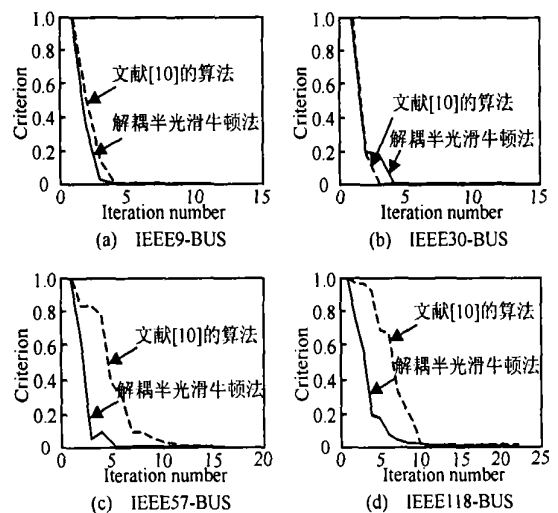 1.0
0.8
0.6
0.4
0.2
0
Criterion
文献[10]的算法
解耦半光滑牛顿法
0 5 10 15
Iteration number
(a) IEEE9-BUS
1.0
0.8
0.6
0.4
0.2
0
Criterion
文献[10]的算法
解耦半光滑牛顿法
0 5 10 15
Iteration number
(b) IEEE30-BUS
1.0
0.8
0.6
0.4
0.2
0
Criterion
文献[10]的算法
解耦半光滑牛顿法
0 5 10 15 20
Iteration number
(c) IEEE57-BUS
1.0
0.8
0.6
0.4
0.2
0
Criterion
文献[10]的算法
解耦半光滑牛顿法
0 5 10 15 20 25
Iteration number
(d) IEEE118-BUS